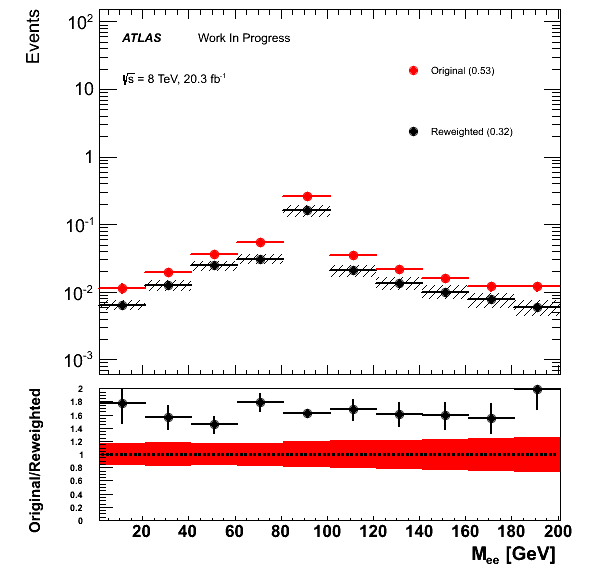 Events
10²
10
1
10⁻¹
10⁻²
10⁻³
ATLAS Work In Progress
√s = 8 TeV, 20.3 fb⁻¹
Original (0.53)
Reweighted (0.32)
Original/Reweighted
2
1.8
1.6
1.4
1.2
1
0.8
0.6
0.4
0.2
0
20 40 60 80 100 120 140 160 180 200
Mee [GeV]